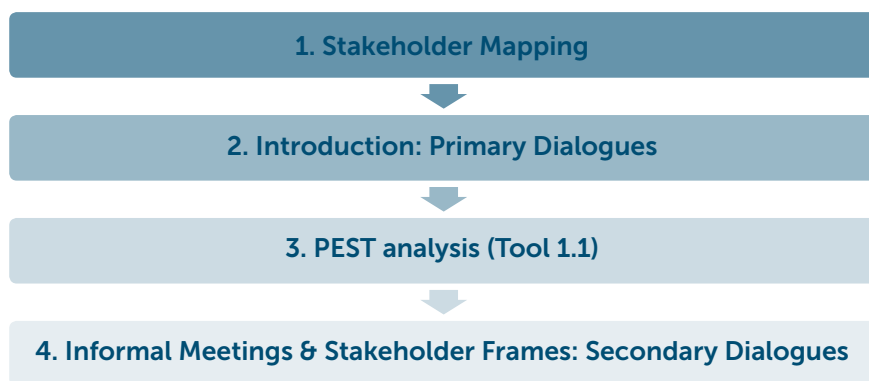 1. Stakeholder Mapping
2. Introduction: Primary Dialogues
3. PEST analysis (Tool 1.1)
4. Informal Meetings & Stakeholder Frames: Secondary Dialogues